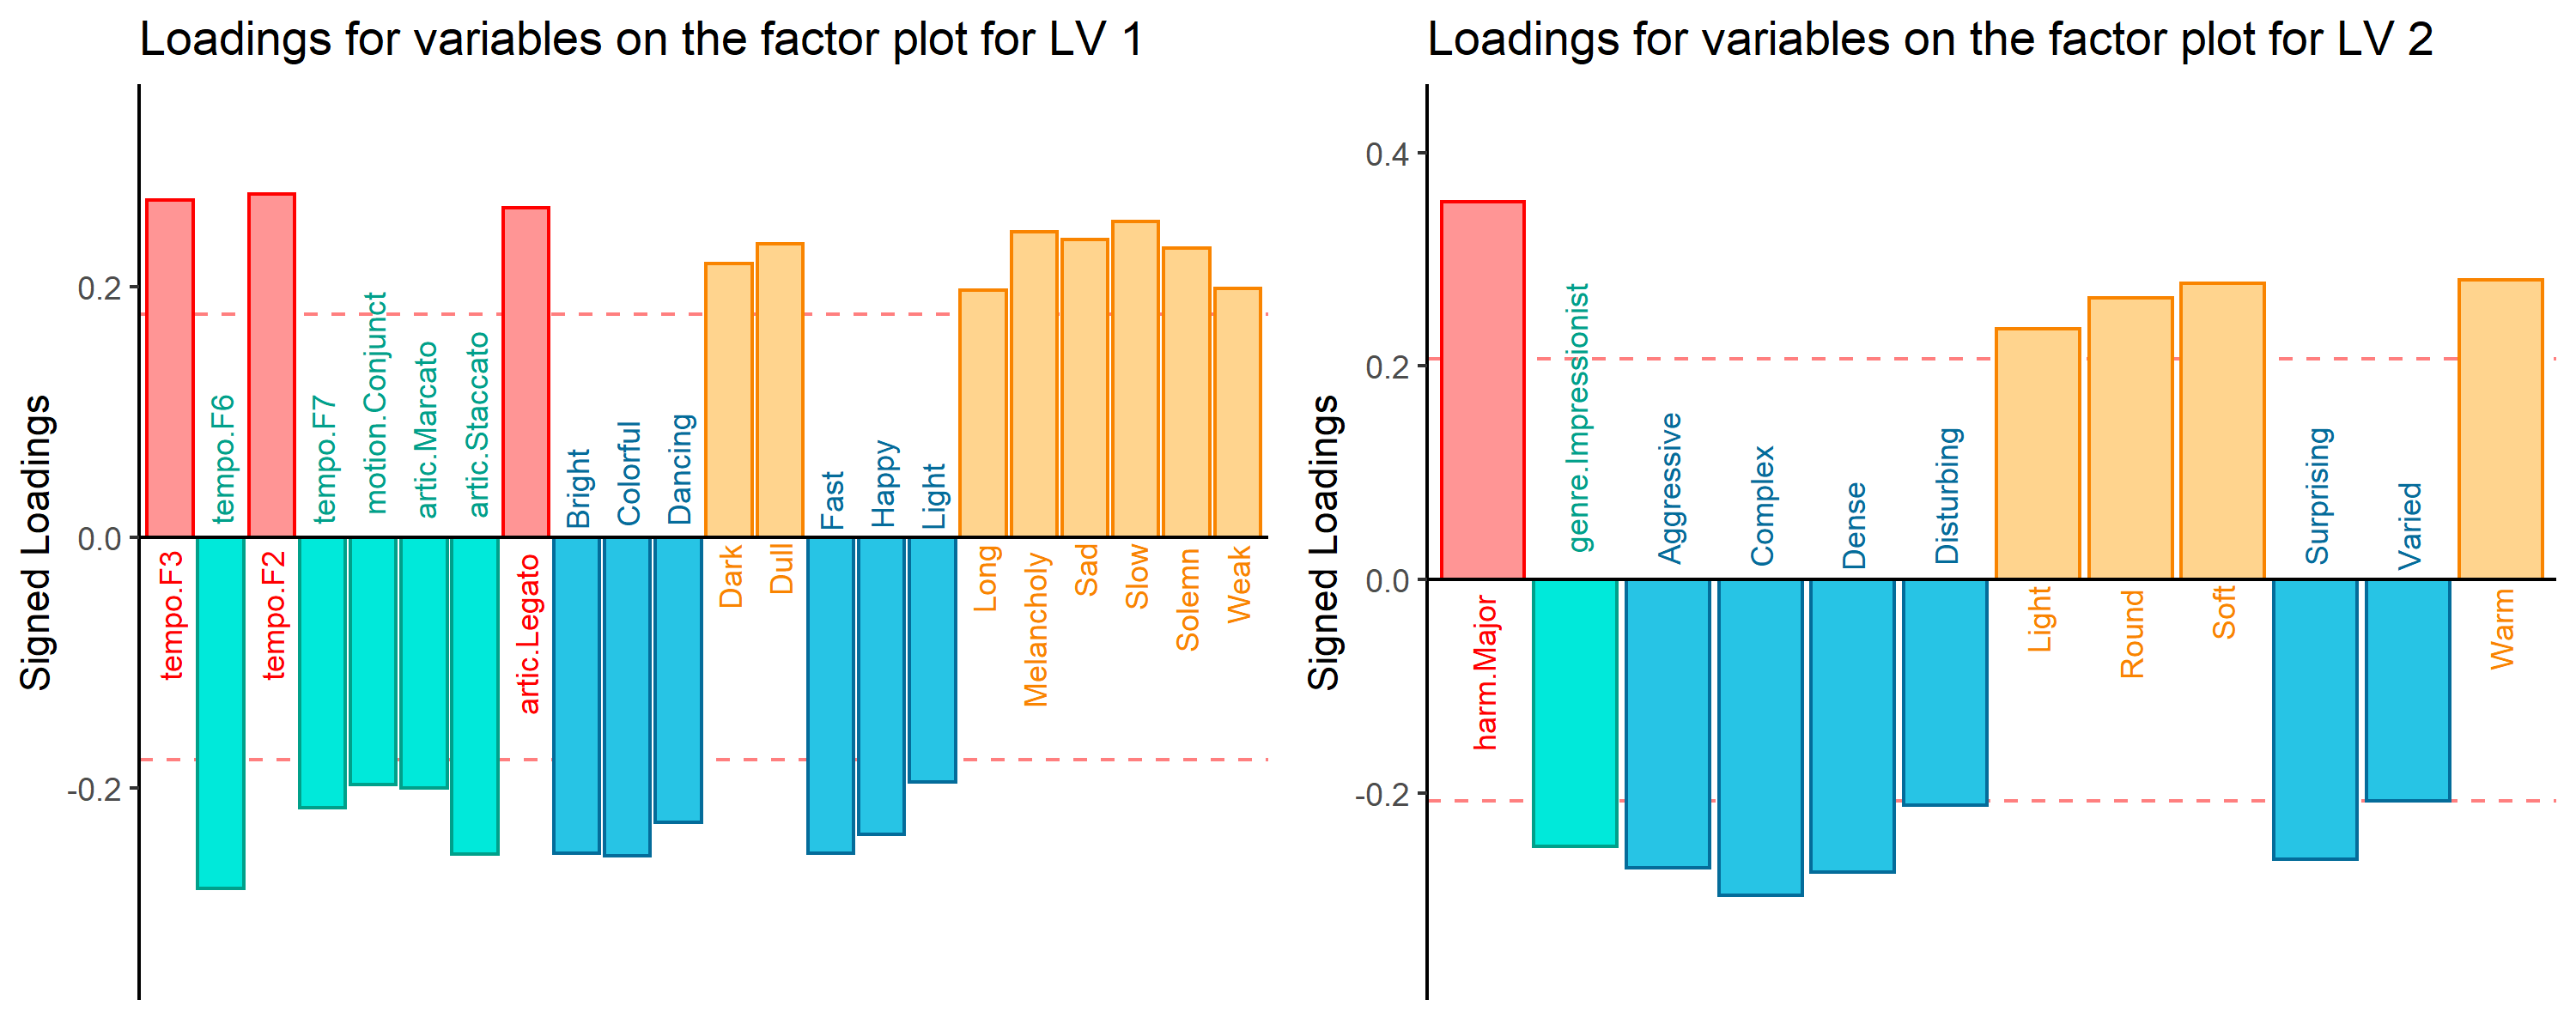 Loadings for variables on the factor plot for LV 1
Signed Loadings
0.2
0.0
-0.2
tempo.F3
tempo.F6
tempo.F2
tempo.F7
motion.Conjunct
artic.Marcato
artic.Staccato
artic.Legato
Bright
Colorful
Dancing
Dark
Dull
Fast
Happy
Light
Long
Melancholy
Sad
Slow
Solemn
Weak
Loadings for variables on the factor plot for LV 2
Signed Loadings
0.4
0.2
0.0
-0.2
harm.Major
genre.Impressionist
Aggressive
Complex
Dense
Disturbing
Light
Round
Soft
Surprising
Varied
Warm